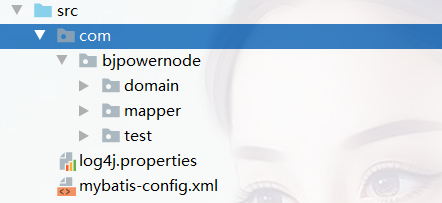 src
com
bjpowernode
domain
mapper
test
log4j.properties
mybatis-config.xml